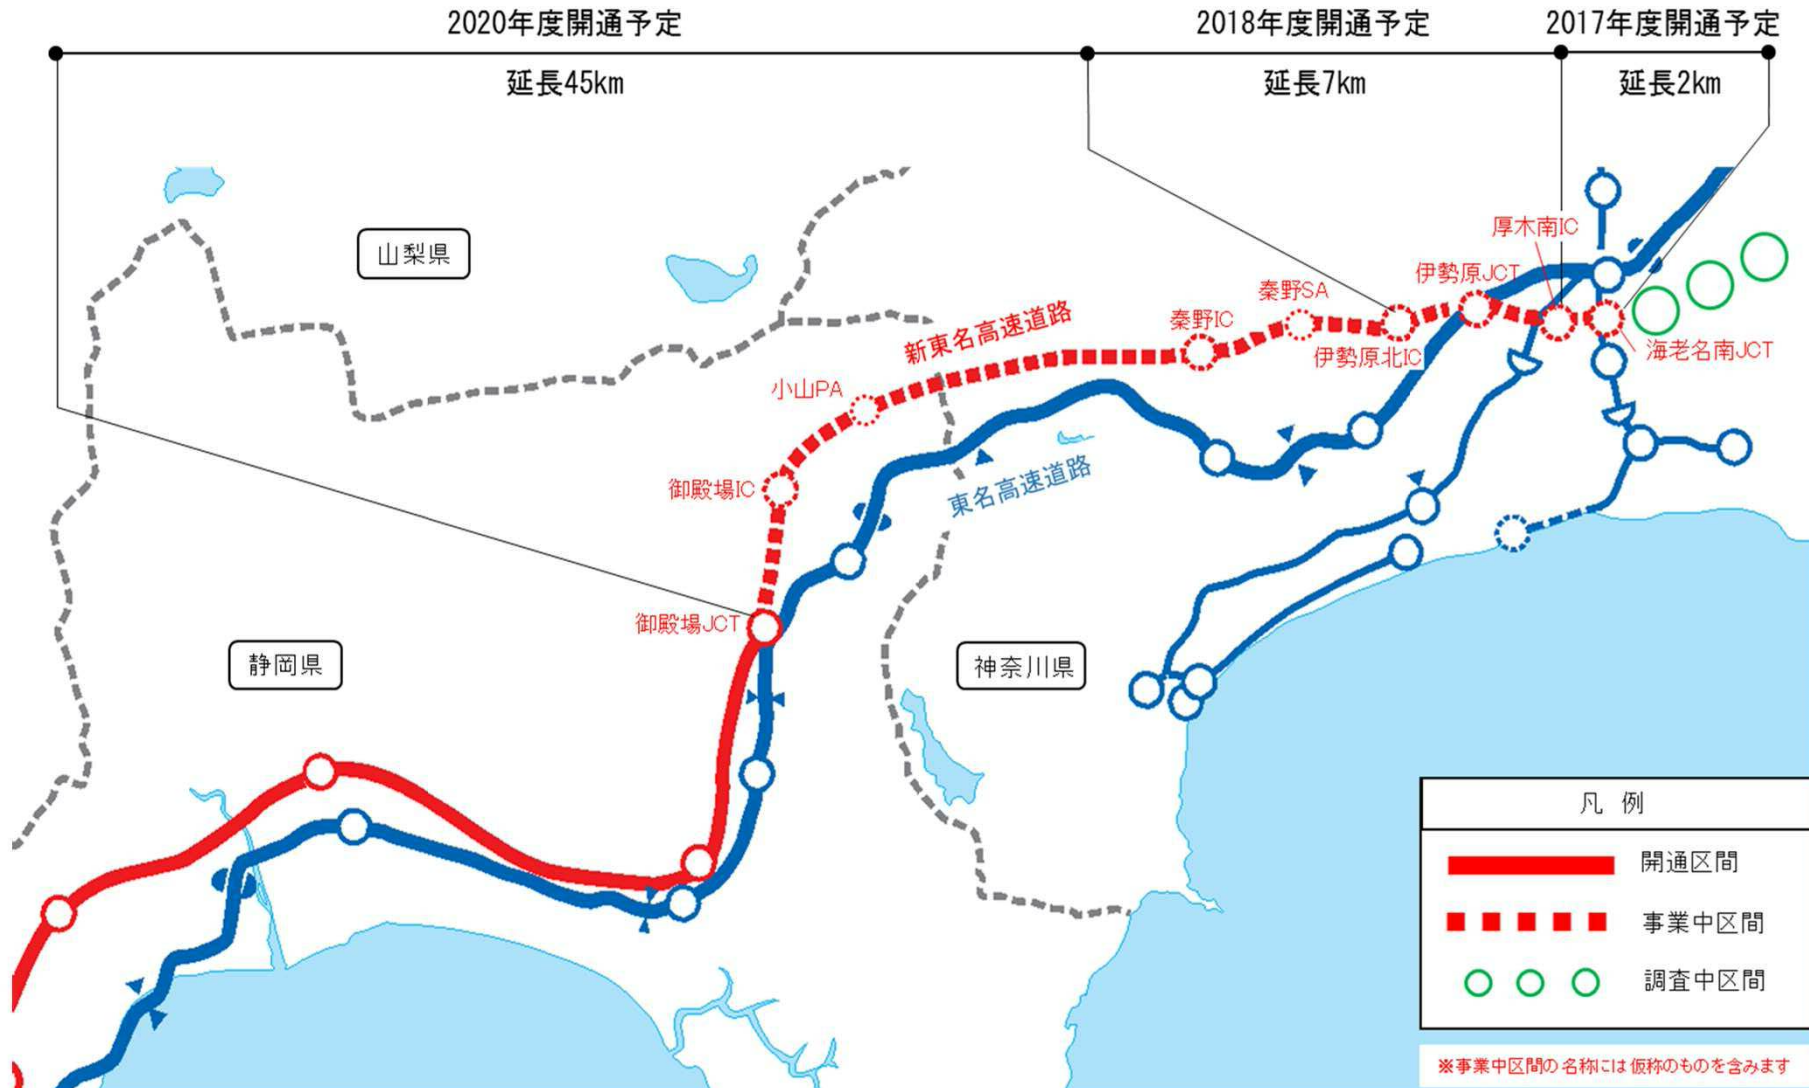 2020年度開通予定
2018年度開通予定
2017年度開通予定
延長45km
延長7km
延長2km
山梨県
厚木南IC
伊勢原JCT
秦野SA
秦野IC
新東名高速道路
伊勢原北IC
海老名南JCT
小山PA
御殿場IC
東名高速道路
御殿場JCT
静岡県
神奈川県
凡 例
開通区間
事業中区間
調査中区間
※事業中区間の名称には仮称のものを含みます